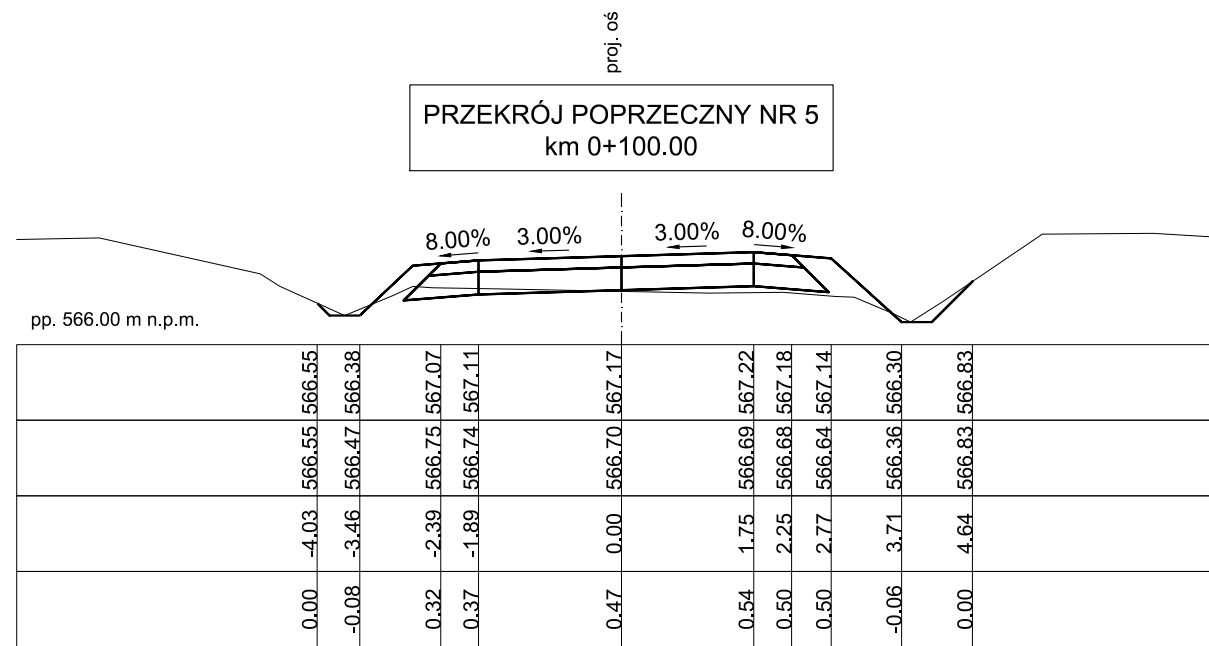 proj. oś
PRZEKRÓJ POPRZECZNY NR 5
km 0+100.00
8.00% 3.00% 3.00% 8.00%
pp. 566.00 m n.p.m.
566.55 566.38 567.07 567.11 567.17 567.22 567.18 567.14 566.30 566.83
566.55 566.47 566.75 566.74 566.70 566.69 566.68 566.64 566.36 566.83
-4.03 -3.46 -2.39 -1.89 0.00 1.75 2.25 2.77 3.71 4.64
0.00 -0.08 0.32 0.37 0.47 0.54 0.50 0.50 -0.06 0.00